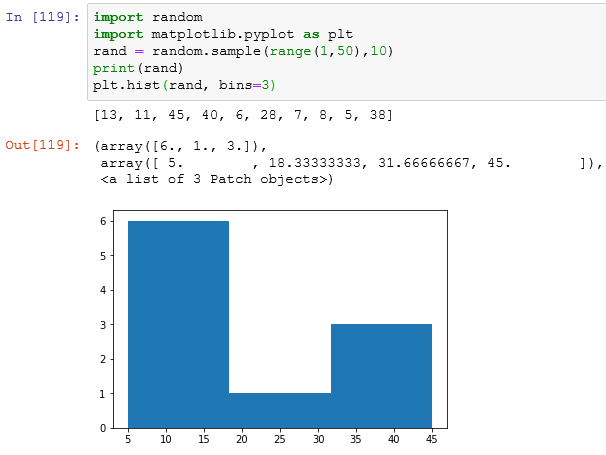 In [119]: import random
import matplotlib.pyplot as plt
rand = random.sample(range(1,50),10)
print(rand)
plt.hist(rand, bins=3)
[13, 11, 45, 40, 6, 28, 7, 8, 5, 38]
Out[119]: (array([6., 1., 3.]),
array([ 5.        , 18.33333333, 31.66666667, 45.        ]),
<a list of 3 Patch objects>)
6
5
4
3
2
1
0
5 10 15 20 25 30 35 40 45